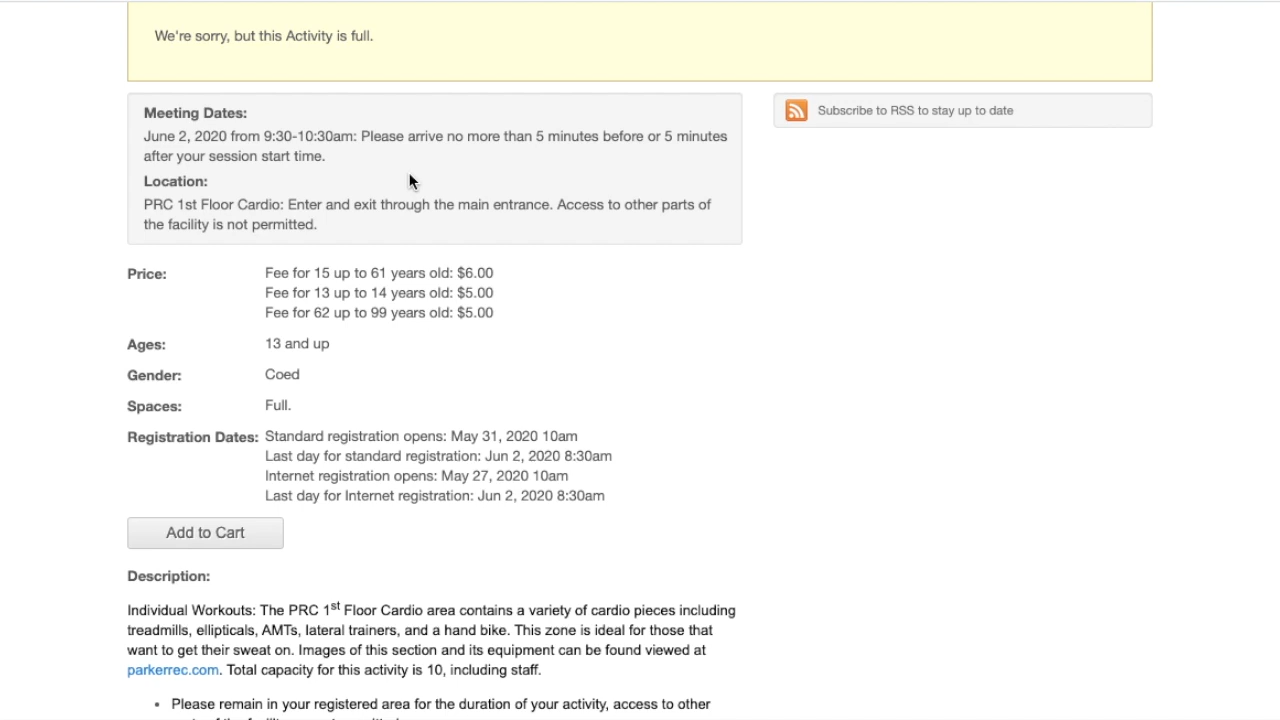 We're sorry, but this Activity is full.
Meeting Dates:
June 2, 2020 from 9:30-10:30am: Please arrive no more than 5 minutes before or 5 minutes
after your session start time.
Location:
PRC 1st Floor Cardio: Enter and exit through the main entrance. Access to other parts of
the facility is not permitted.
Subscribe to RSS to stay up to date
Price: Fee for 15 up to 61 years old: $6.00
Fee for 13 up to 14 years old: $5.00
Fee for 62 up to 99 years old: $5.00
Ages: 13 and up
Gender: Coed
Spaces: Full.
Registration Dates: Standard registration opens: May 31, 2020 10am
Last day for standard registration: Jun 2, 2020 8:30am
Internet registration opens: May 27, 2020 10am
Last day for Internet registration: Jun 2, 2020 8:30am
Add to Cart
Description:
Individual Workouts: The PRC 1st Floor Cardio area contains a variety of cardio pieces including
treadmills, ellipticals, AMTs, lateral trainers, and a hand bike. This zone is ideal for those that
want to get their sweat on. Images of this section and its equipment can be found viewed at
parkerrec.com. Total capacity for this activity is 10, including staff.
• Please remain in your registered area for the duration of your activity, access to other